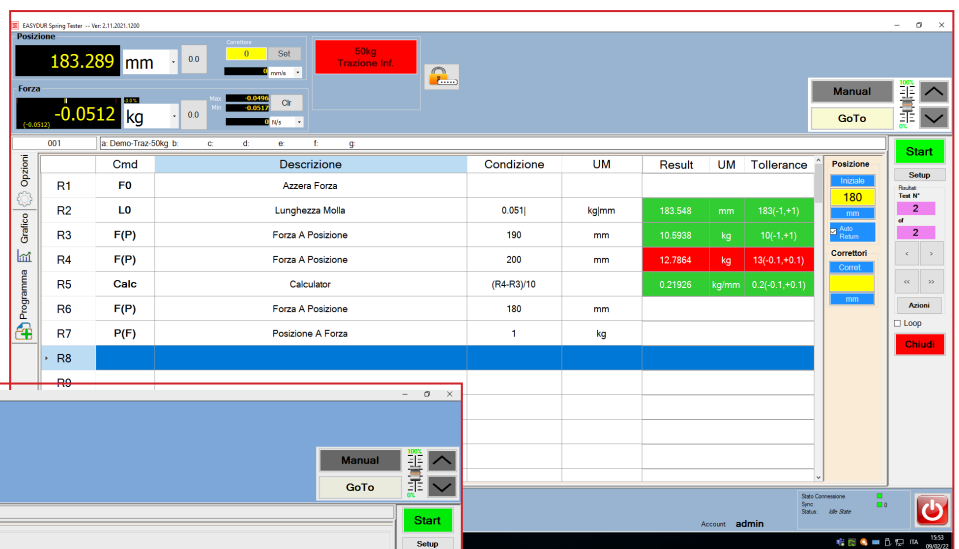 EASYDUR Spring Tester -- Ver: 2.11.2021.1200
Posizione
183.289 mm 0.0
Correttore
0 Set
0 mm/s
50kg
Trazione Inf.
Forza
-0.0512 kg 0.0
(-0.0512)
Max -0.0496
Min -0.0517
Clr
0 N/s
Manual
GoTo
100%
0%
001 a: Demo-Traz-50kg b: c: d: e: f: g:
Opzioni
Grafico
Programma
Cmd Descrizione Condizione UM Result UM Tollerance
R1 F0 Azzera Forza
R2 L0 Lunghezza Molla 0.051| kg|mm 183.548 mm 183(-1,+1)
R3 F(P) Forza A Posizione 190 mm 10.5938 kg 10(-1,+1)
R4 F(P) Forza A Posizione 200 mm 12.7864 kg 13(-0.1,+0.1)
R5 Calc Calculator (R4-R3)/10 0.21926 kg/mm 0.2(-0.1,+0.1)
R6 F(P) Forza A Posizione 180 mm
R7 P(F) Posizione A Forza 1 kg
R8
R9
Posizione
Iniziale
180
mm
Auto
Return
Correttori
Corret.
mm
Start
Setup
Risultati
Test N°
2
of
2
< >
<< >>
Azioni
Loop
Chiudi
Manual
GoTo
100%
0%
Start
Setup
Stato Connessione
Sync 0
Status: Idle State
Account admin
ITA
15:53
09/02/22